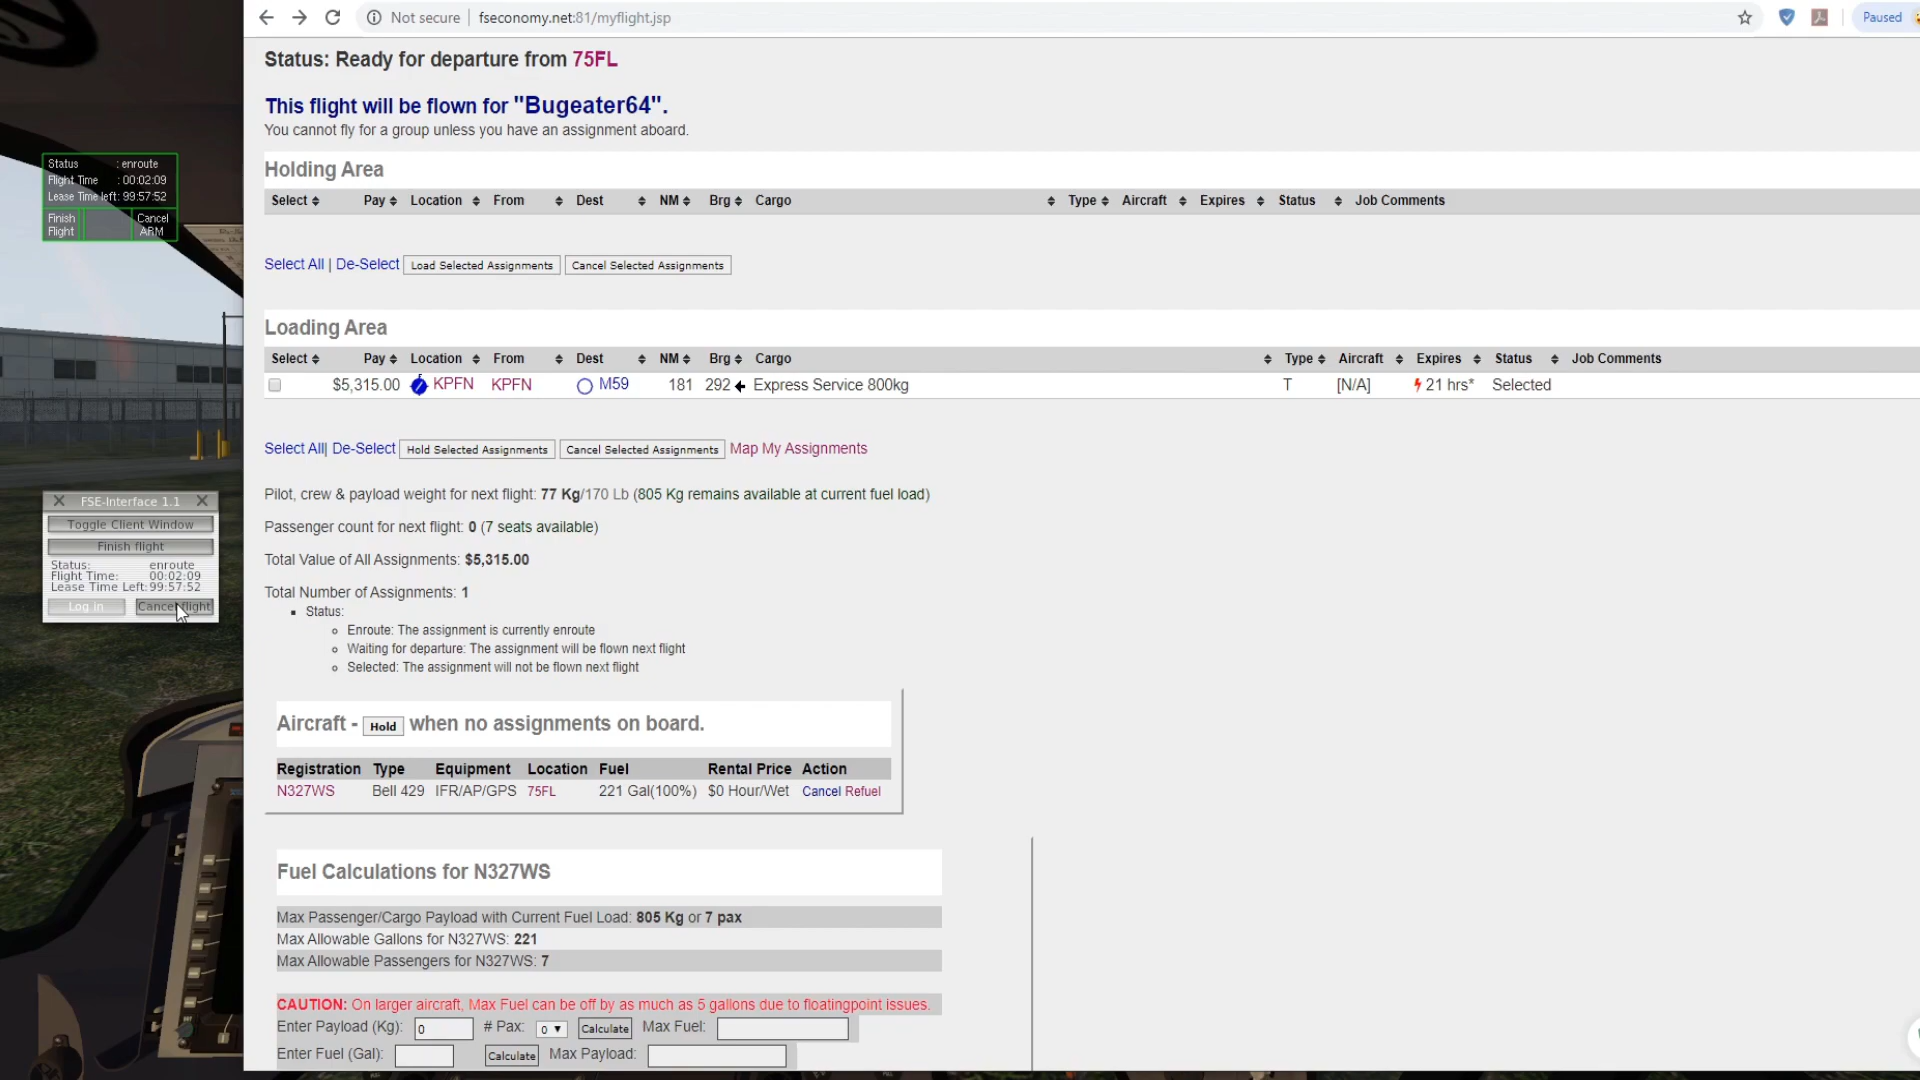 Not secure | fseconomy.net:81/myflight.jsp
Paused
Status: Ready for departure from 75FL
This flight will be flown for "Bugeater64".
You cannot fly for a group unless you have an assignment aboard.
Holding Area
Select Pay Location From Dest NM Brg Cargo Type Aircraft Expires Status Job Comments
Select All | De-Select Load Selected Assignments Cancel Selected Assignments
Loading Area
Select Pay Location From Dest NM Brg Cargo Type Aircraft Expires Status Job Comments
$5,315.00 KPFN KPFN M59 181 292 Express Service 800kg T [N/A] 21 hrs* Selected
Select All| De-Select Hold Selected Assignments Cancel Selected Assignments Map My Assignments
Pilot, crew & payload weight for next flight: 77 Kg/170 Lb (805 Kg remains available at current fuel load)
Passenger count for next flight: 0 (7 seats available)
Total Value of All Assignments: $5,315.00
Total Number of Assignments: 1
Status:
Enroute: The assignment is currently enroute
Waiting for departure: The assignment will be flown next flight
Selected: The assignment will not be flown next flight
Aircraft - Hold when no assignments on board.
Registration Type Equipment Location Fuel Rental Price Action
N327WS Bell 429 IFR/AP/GPS 75FL 221 Gal(100%) $0 Hour/Wet Cancel Refuel
Fuel Calculations for N327WS
Max Passenger/Cargo Payload with Current Fuel Load: 805 Kg or 7 pax
Max Allowable Gallons for N327WS: 221
Max Allowable Passengers for N327WS: 7
CAUTION: On larger aircraft, Max Fuel can be off by as much as 5 gallons due to floatingpoint issues.
Enter Payload (Kg): 0 # Pax: 0 Calculate Max Fuel:
Enter Fuel (Gal): Calculate Max Payload:
Status : enroute
Flight Time : 00:02:09
Lease Time left: 99:57:52
Finish Flight
Cancel ARM
FSE-Interface 1.1
Toggle Client Window
Finish flight
Status: enroute
Flight Time: 00:02:09
Lease Time Left: 99:57:52
Log in Cancel flight